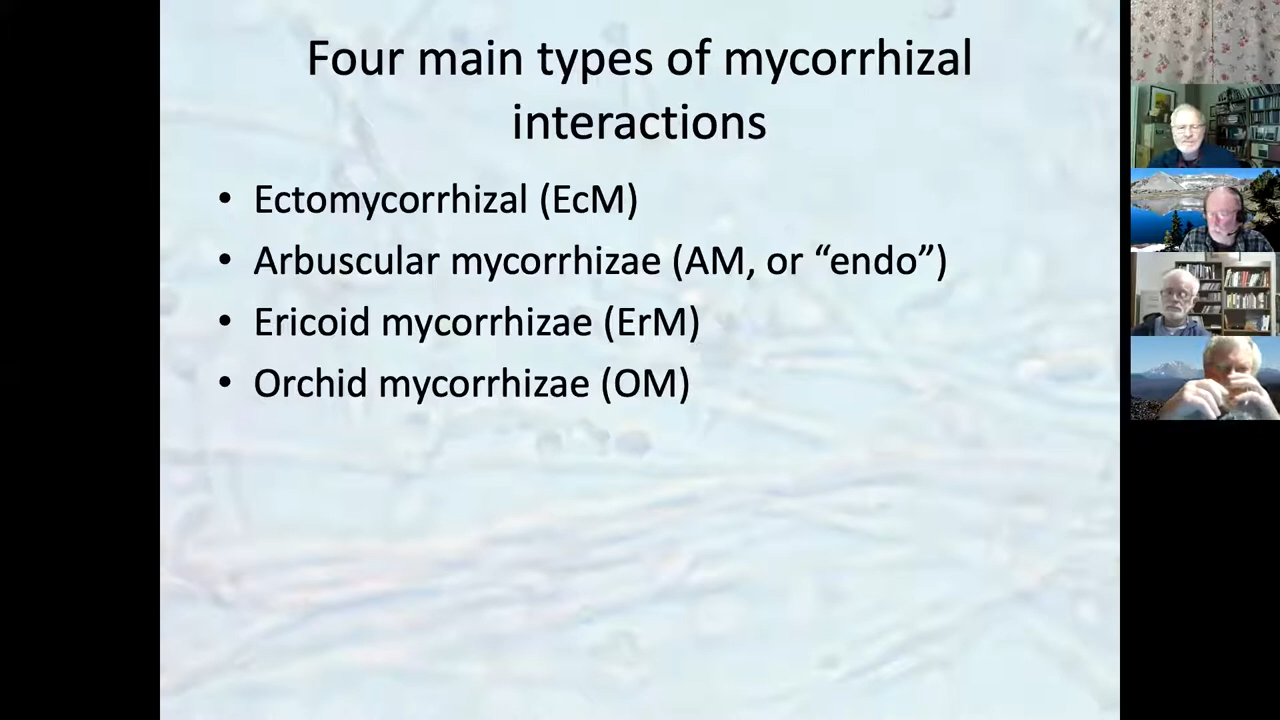 Four main types of mycorrhizal
interactions
• Ectomycorrhizal (EcM)
• Arbuscular mycorrhizae (AM, or “endo”)
• Ericoid mycorrhizae (ErM)
• Orchid mycorrhizae (OM)